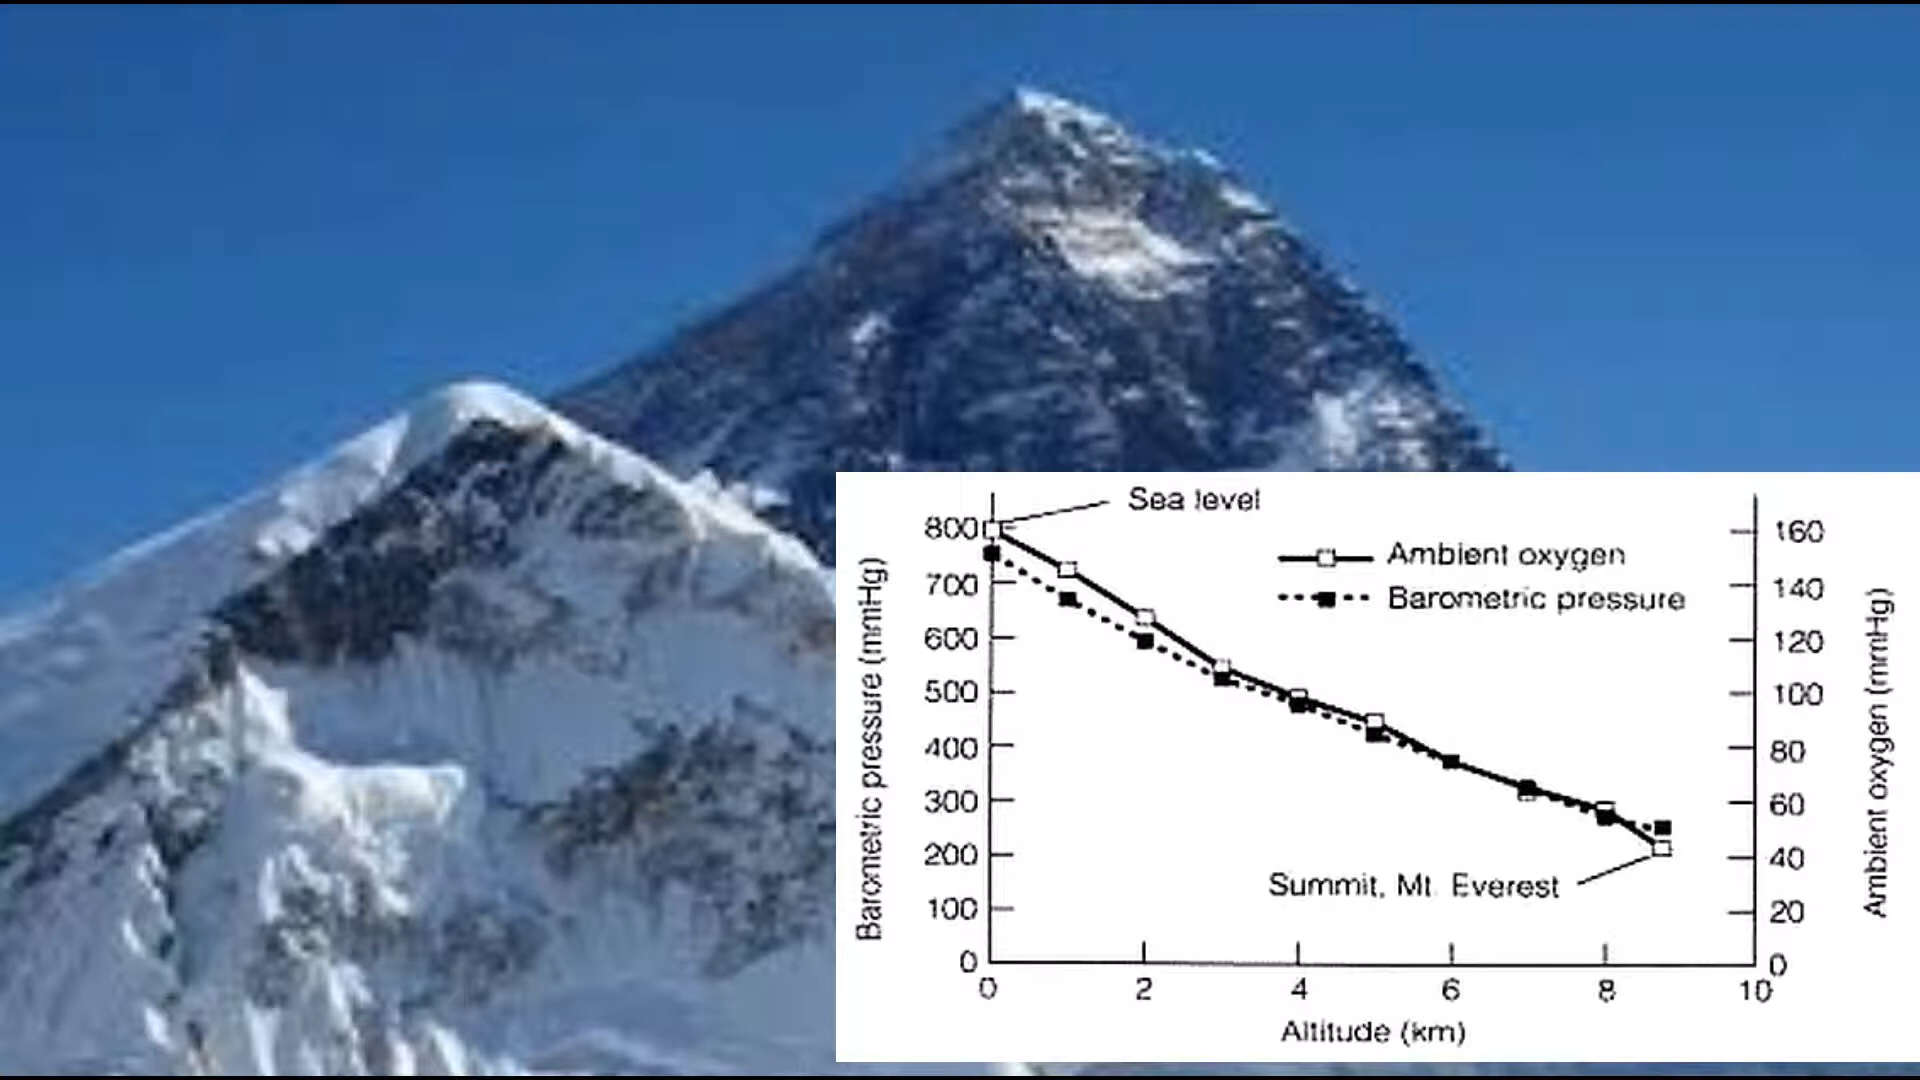 Sea level
Ambient oxygen
Barometric pressure
Barometric pressure (mmHg)
800
700
600
500
400
300
200
100
0
160
140
120
100
80
60
40
20
0
Ambient oxygen (mmHg)
Summit, Mt. Everest
0 2 4 6 8 10
Altitude (km)